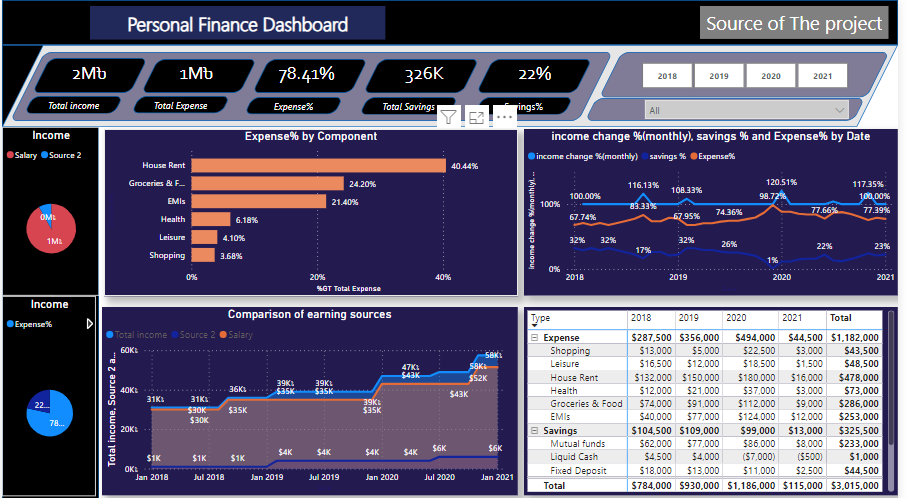 Personal Finance Dashboard
Source of The project
2M₺ 1M₺ 78.41% 326K 22%
Total income Total Expense Expense% Total Savings
2018 2019 2020 2021
All
Income
Salary Source 2
0M₺
1M₺
Expense% by Component
House Rent 40.44%
Groceries & F... 24.20%
EMIs 21.40%
Health 6.18%
Leisure 4.10%
Shopping 3.68%
0% 20% 40%
%GT Total Expense
income change %(monthly), savings % and Expense% by Date
income change %(monthly) savings % Expense%
income change %(monthly), ...
100%
0%
100.00% 116.13% 108.33% 120.51% 117.35%
67.74% 83.33% 67.95% 74.36% 98.72% 77.66% 100.00% 77.39%
32% 32% 17% 32% 26% 1% 22% 23%
2018 2019 2020 2021
Income
Expense%
22...
78...
Comparison of earning sources
Total income Source 2 Salary
Total income, Source 2 a...
60K₺
40K₺
20K₺
0K₺
31K₺ 31K₺ 36K₺ 39K₺ 39K₺ 39K₺ 47K₺ 58K₺ 58K₺
$30K $30K $35K $35K $35K $35K $43K $43K $52K
$1K $1K $1K $4K $4K $4K $4K $6K $6K
Jan 2018 Jul 2018 Jan 2019 Jul 2019 Jan 2020 Jul 2020 Jan 2021
Type 2018 2019 2020 2021 Total
Expense $287,500 $356,000 $494,000 $44,500 $1,182,000
Shopping $13,000 $5,000 $22,500 $3,000 $43,500
Leisure $16,500 $12,000 $18,500 $1,500 $48,500
House Rent $132,000 $150,000 $180,000 $16,000 $478,000
Health $12,000 $21,000 $37,000 $3,000 $73,000
Groceries & Food $74,000 $91,000 $112,000 $9,000 $286,000
EMIs $40,000 $77,000 $124,000 $12,000 $253,000
Savings $104,500 $109,000 $99,000 $13,000 $325,500
Mutual funds $62,000 $77,000 $86,000 $8,000 $233,000
Liquid Cash $4,500 $4,000 ($7,000) ($500) $1,000
Fixed Deposit $18,000 $13,000 $11,000 $2,500 $44,500
Total $784,000 $930,000 $1,186,000 $115,000 $3,015,000